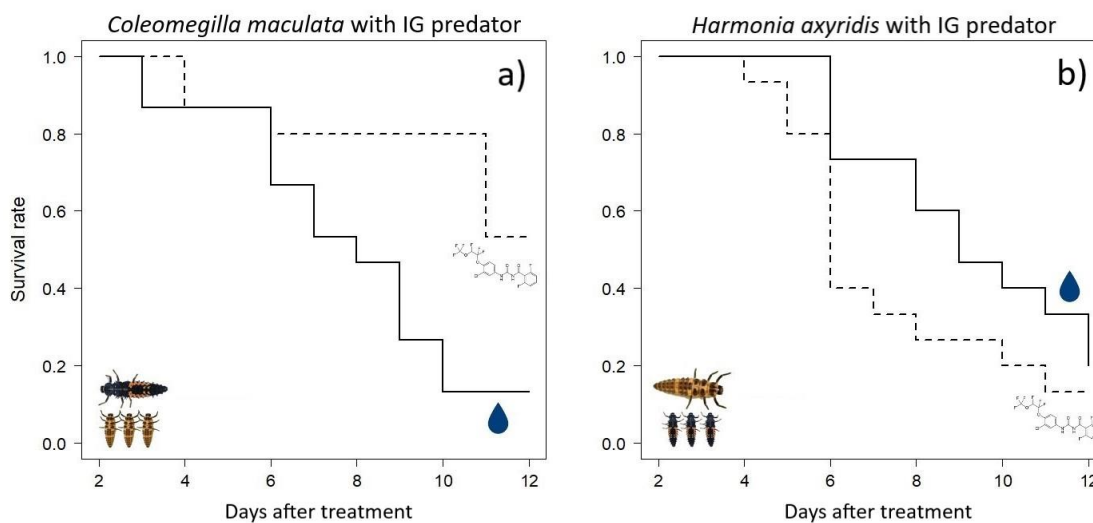 Coleomegilla maculata with IG predator
a)
Survival rate
1.0
0.8
0.6
0.4
0.2
0.0
2 4 6 8 10 12
Days after treatment
Harmonia axyridis with IG predator
b)
1.0
0.8
0.6
0.4
0.2
0.0
2 4 6 8 10 12
Days after treatment